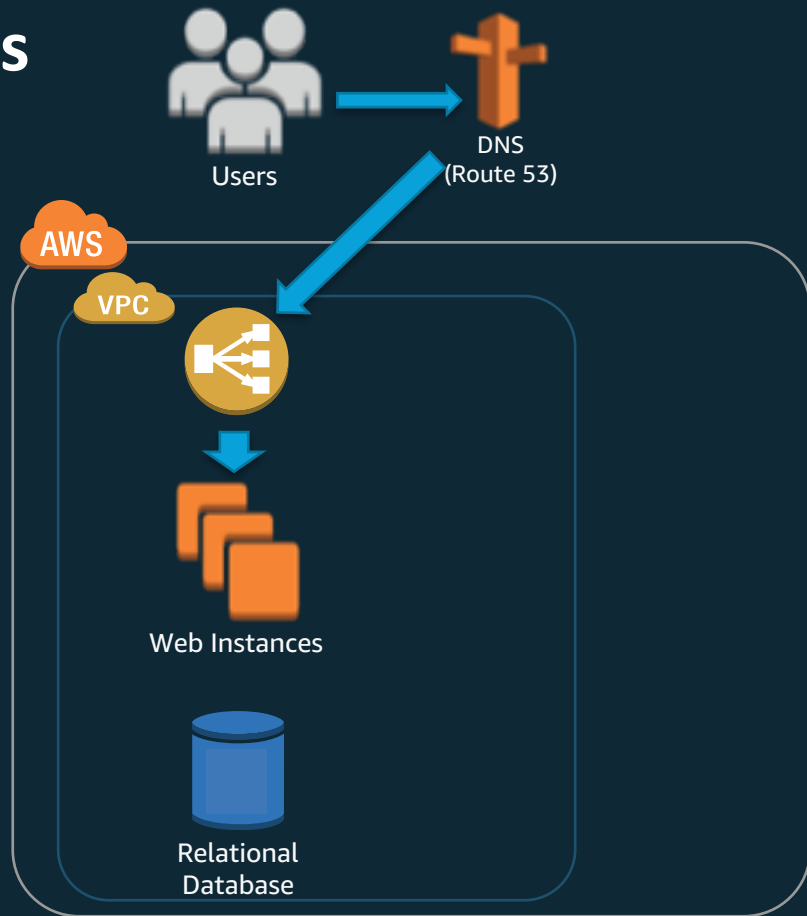 s
Users
DNS
(Route 53)
AWS
VPC
Web Instances
Relational
Database